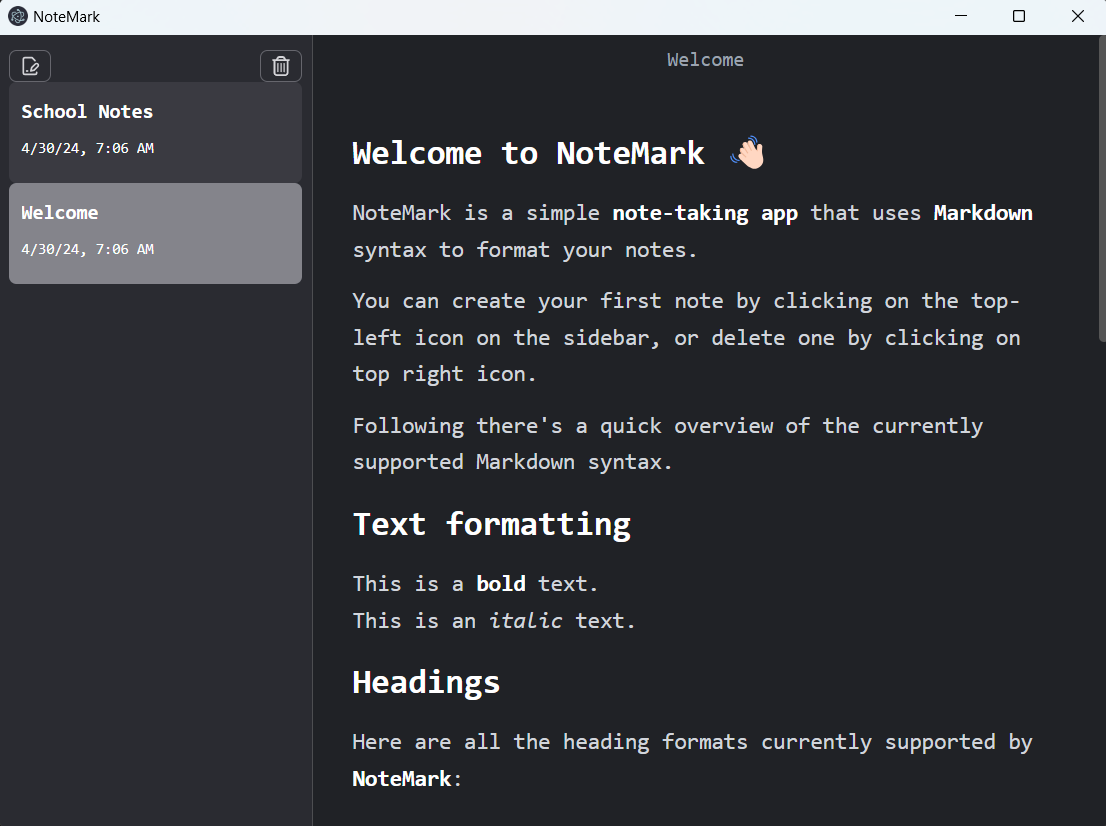 NoteMark
School Notes
4/30/24, 7:06 AM
Welcome
4/30/24, 7:06 AM
Welcome
Welcome to NoteMark 👋🏻
NoteMark is a simple note-taking app that uses Markdown
syntax to format your notes.
You can create your first note by clicking on the top-
left icon on the sidebar, or delete one by clicking on
top right icon.
Following there's a quick overview of the currently
supported Markdown syntax.
Text formatting
This is a bold text.
This is an italic text.
Headings
Here are all the heading formats currently supported by
NoteMark: